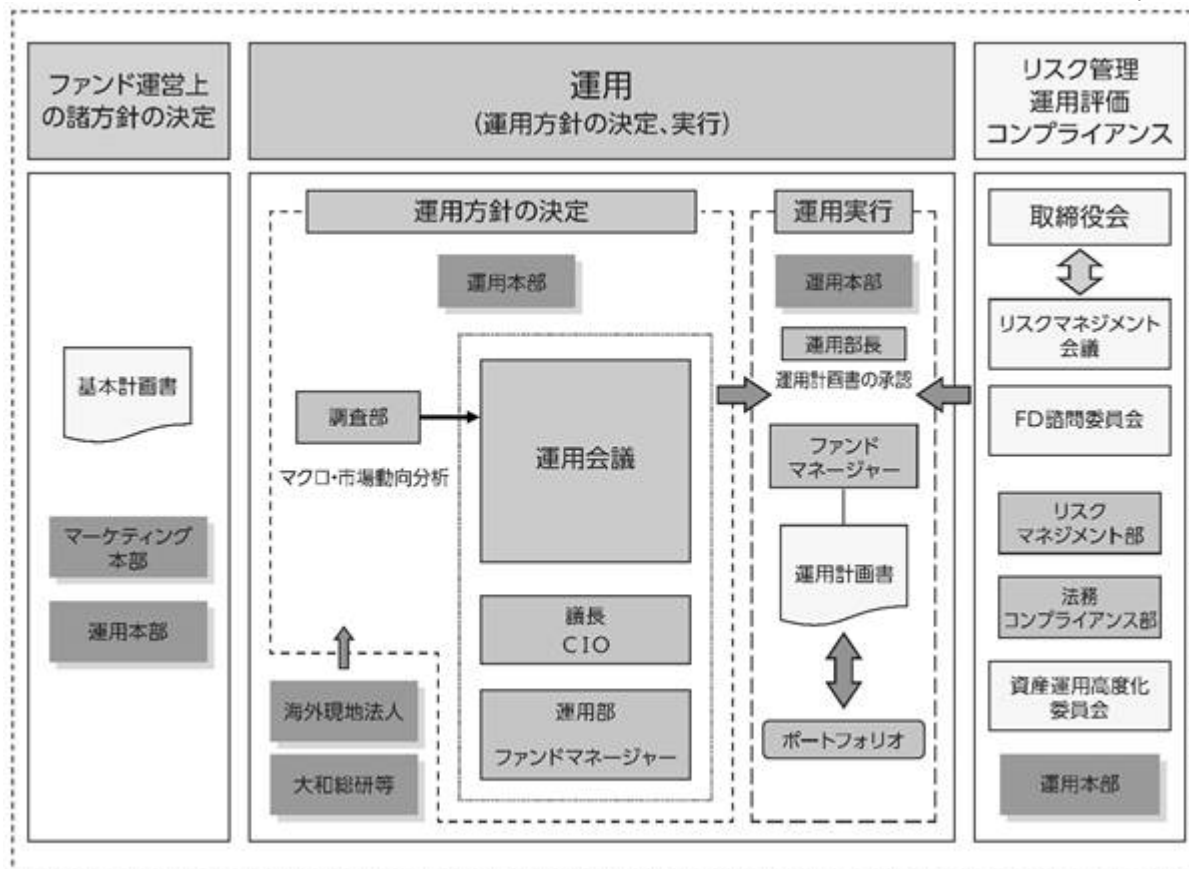 ファンド運営上
の諸方針の決定
運用
(運用方針の決定、実行)
リスク管理
運用評価
コンプライアンス
基本計画書
マーケティング
本部
運用本部
運用方針の決定
運用本部
調査部
マクロ・市場動向分析
運用会議
議長
CIO
運用部
ファンドマネージャー
海外現地法人
大和総研等
運用実行
運用本部
運用部長
運用計画書の承認
ファンド
マネージャー
運用計画書
ポートフォリオ
取締役会
リスクマネジメント
会議
FD諮問委員会
リスク
マネジメント部
法務
コンプライアンス部
資産運用高度化
委員会
運用本部